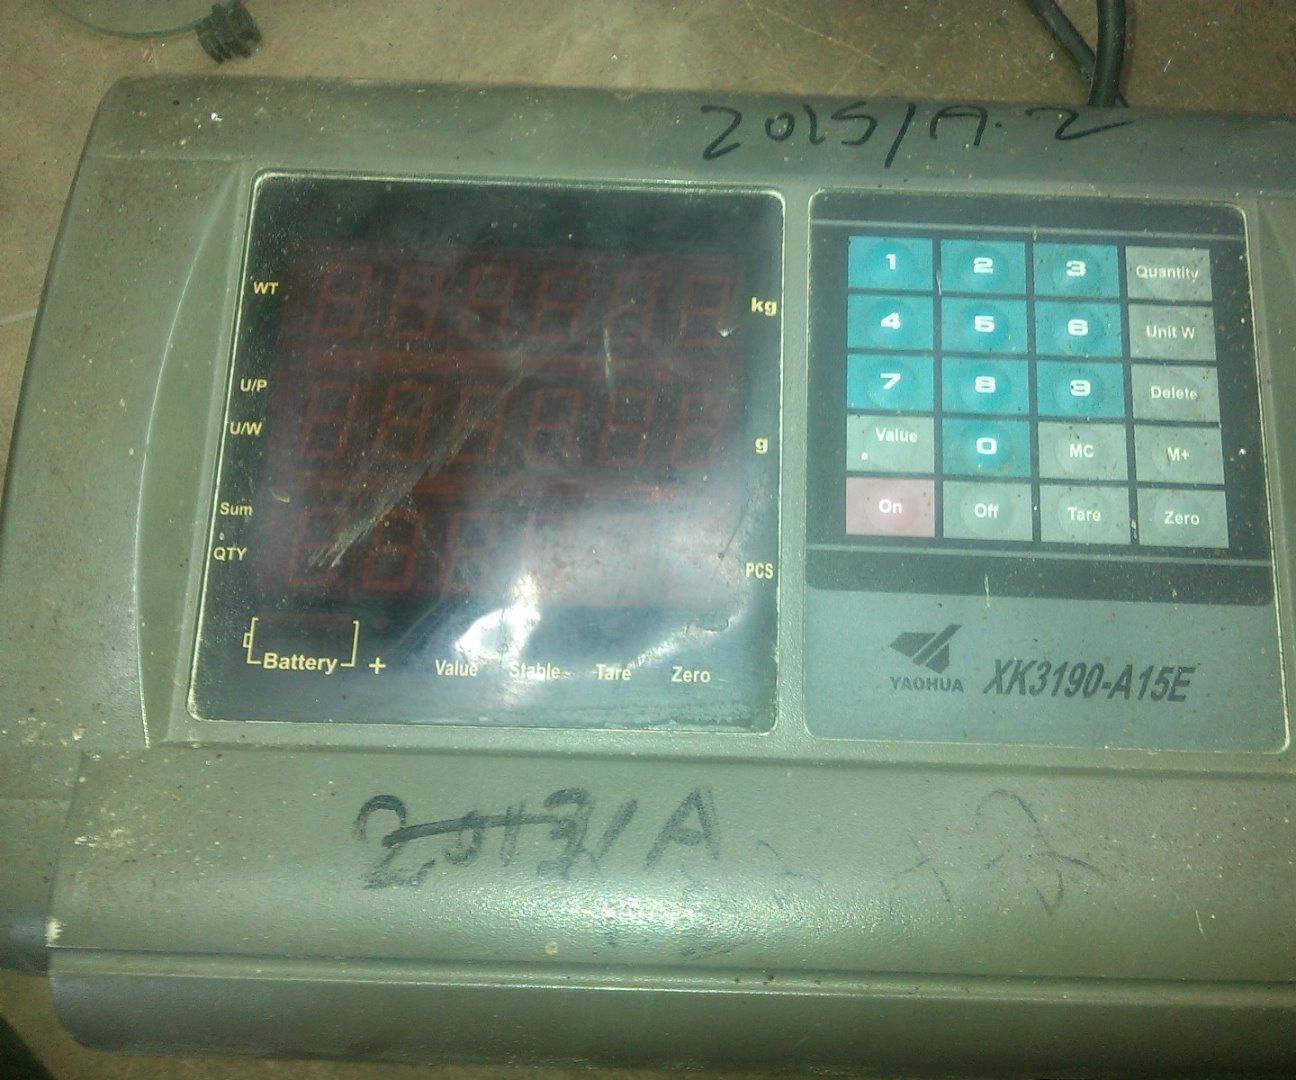 2015/A.2
WT
kg
U/P
U/W
g
Sum
QTY
PCS
Battery + Value Stable Tare Zero
1 2 3 Quantity
4 5 6 Unit W
7 8 9 Delete
Value . 0 MC M+
On Off Tare Zero
YAOHUA XK3190-A15E
2013/A